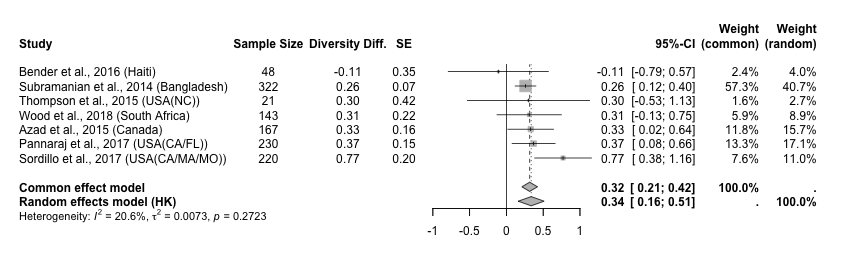 Weight Weight
Study Sample Size Diversity Diff. SE 95%-CI (common) (random)
Bender et al., 2016 (Haiti) 48 -0.11 0.35 -0.11 [-0.79; 0.57] 2.4% 4.0%
Subramanian et al., 2014 (Bangladesh) 322 0.26 0.07 0.26 [ 0.12; 0.40] 57.3% 40.7%
Thompson et al., 2015 (USA(NC)) 21 0.30 0.42 0.30 [-0.53; 1.13] 1.6% 2.7%
Wood et al., 2018 (South Africa) 143 0.31 0.22 0.31 [-0.13; 0.75] 5.9% 8.9%
Azad et al., 2015 (Canada) 167 0.33 0.16 0.33 [ 0.02; 0.64] 11.8% 15.7%
Pannaraj et al., 2017 (USA(CA/FL)) 230 0.37 0.15 0.37 [ 0.08; 0.66] 13.3% 17.1%
Sordillo et al., 2017 (USA(CA/MA/MO)) 220 0.77 0.20 0.77 [ 0.38; 1.16] 7.6% 11.0%
Common effect model 0.32 [ 0.21; 0.42] 100.0% .
Random effects model (HK) 0.34 [ 0.16; 0.51] . 100.0%
Heterogeneity: I² = 20.6%, τ² = 0.0073, p = 0.2723
-1 -0.5 0 0.5 1